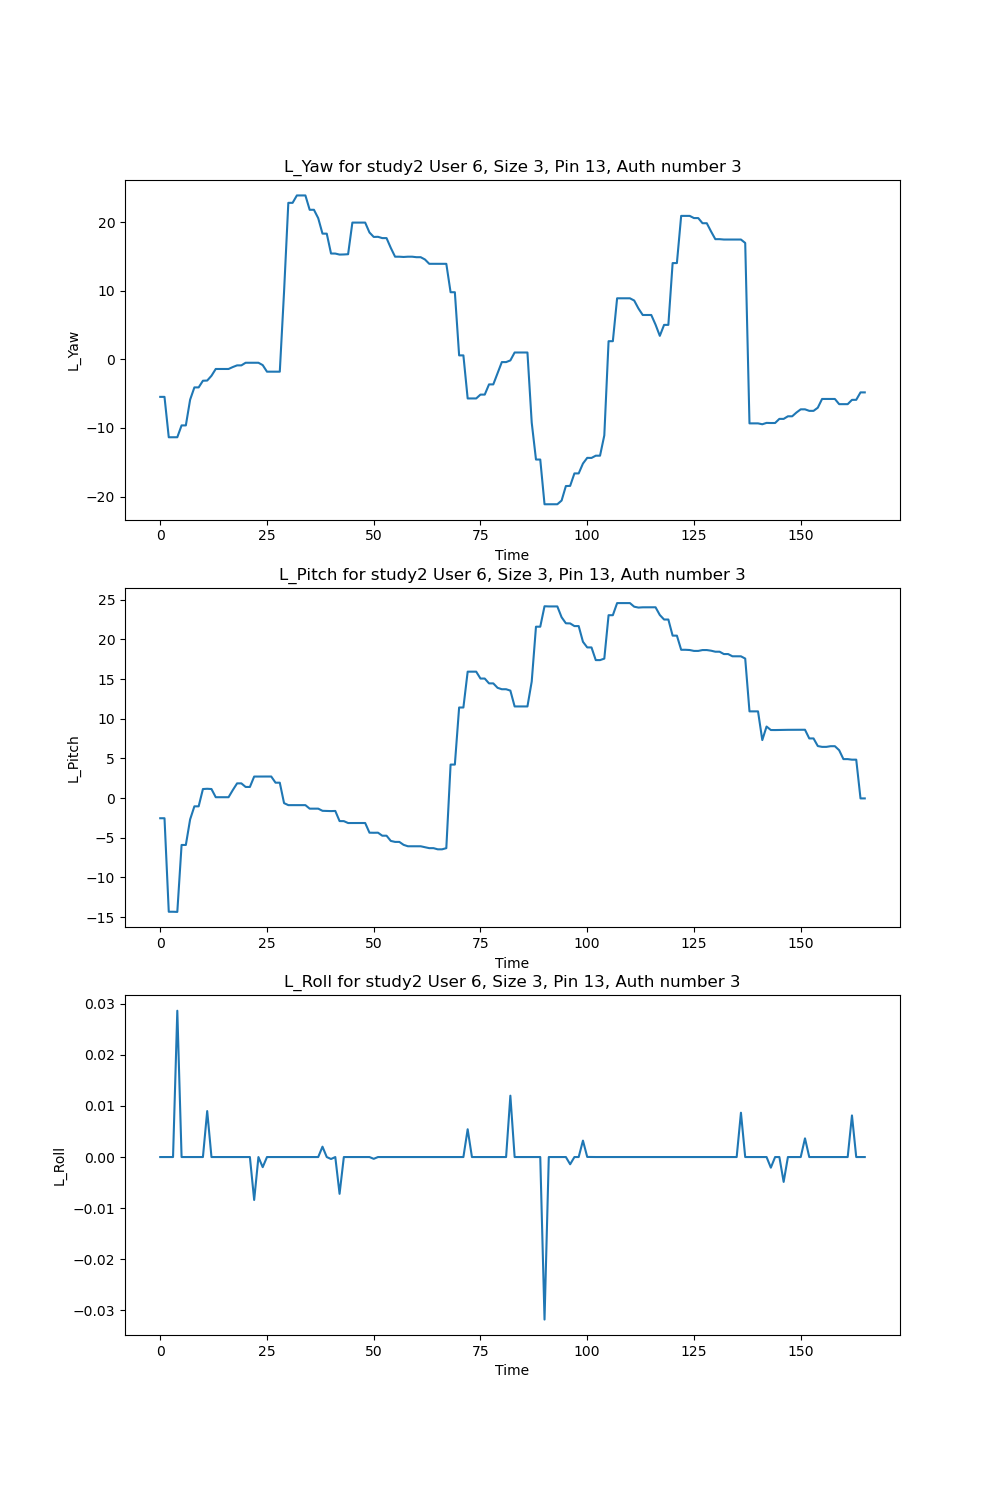 L_Yaw for study2 User 6, Size 3, Pin 13, Auth number 3
20
10
0
−10
−20
L_Yaw
0 25 50 75 100 125 150
Time
L_Pitch for study2 User 6, Size 3, Pin 13, Auth number 3
25
20
15
10
5
0
−5
−10
−15
L_Pitch
0 25 50 75 100 125 150
Time
L_Roll for study2 User 6, Size 3, Pin 13, Auth number 3
0.03
0.02
0.01
0.00
−0.01
−0.02
−0.03
L_Roll
0 25 50 75 100 125 150
Time